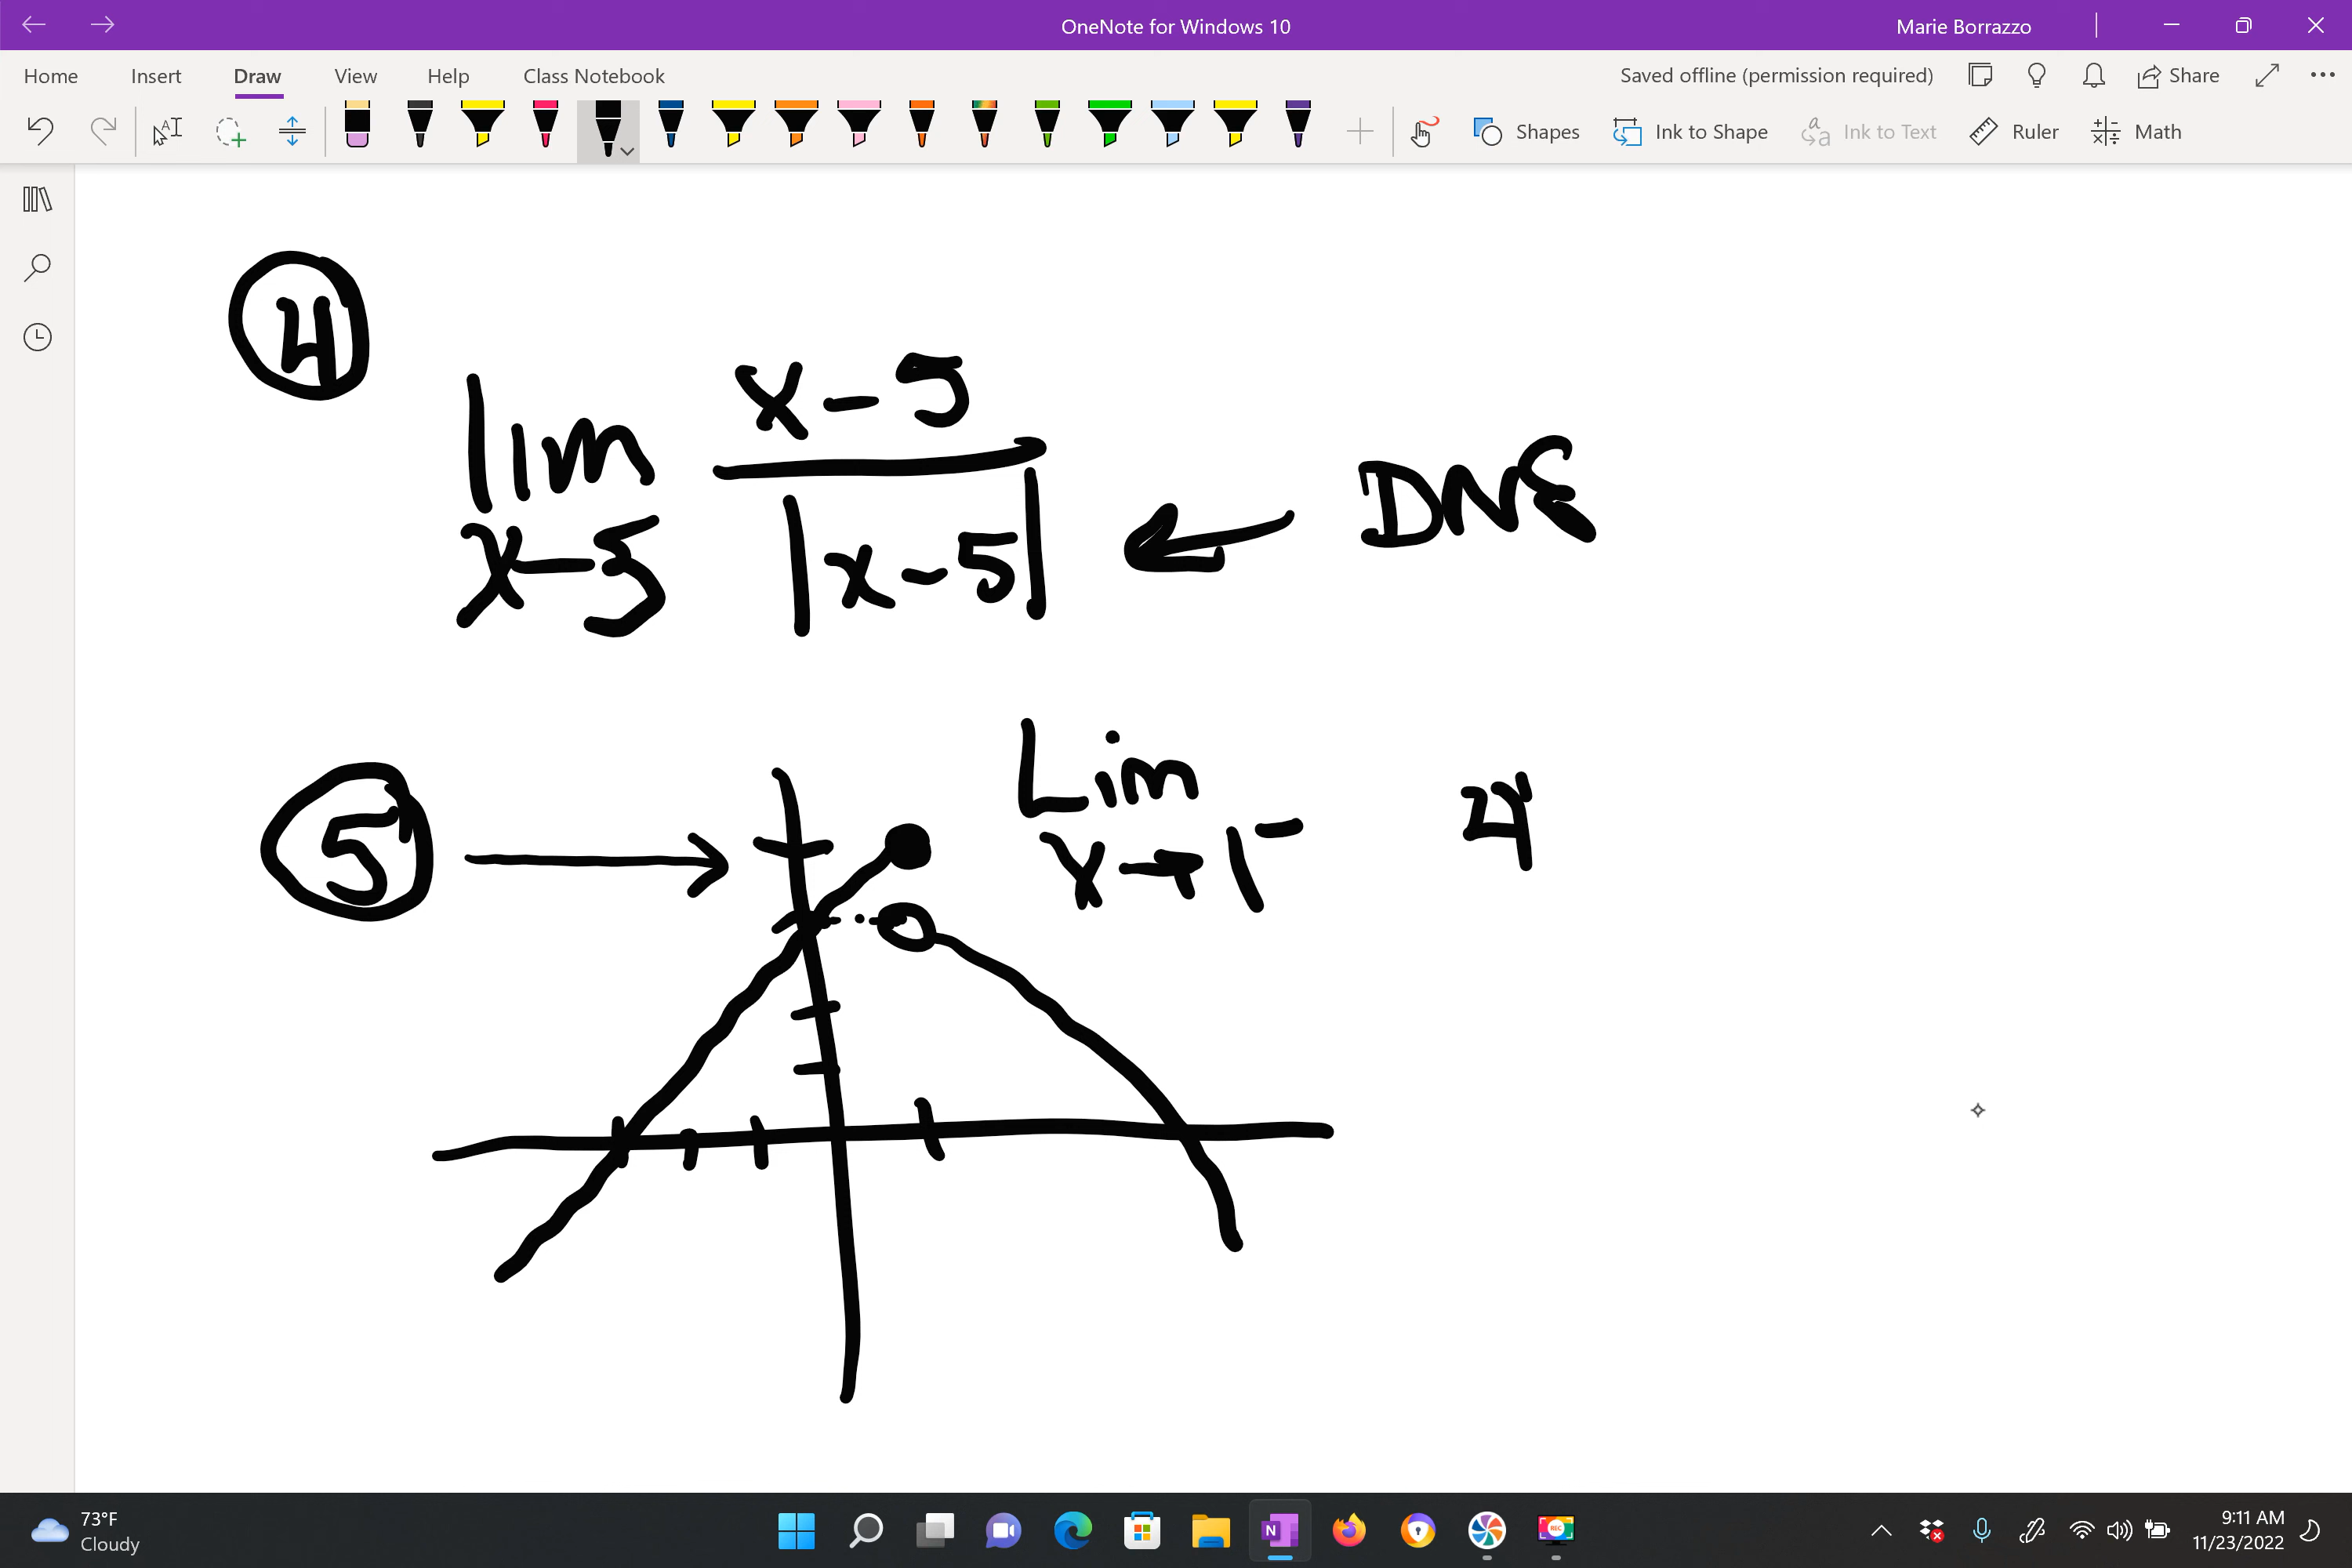 OneNote for Windows 10
Marie Borrazzo
Home Insert Draw View Help Class Notebook
Saved offline (permission required) Share
Shapes Ink to Shape Ink to Text Ruler Math
4
lim x-5
x-5 |x-5| ← DNE
5 → Lim 4
x→1⁻
73°F
Cloudy
9:11 AM
11/23/2022